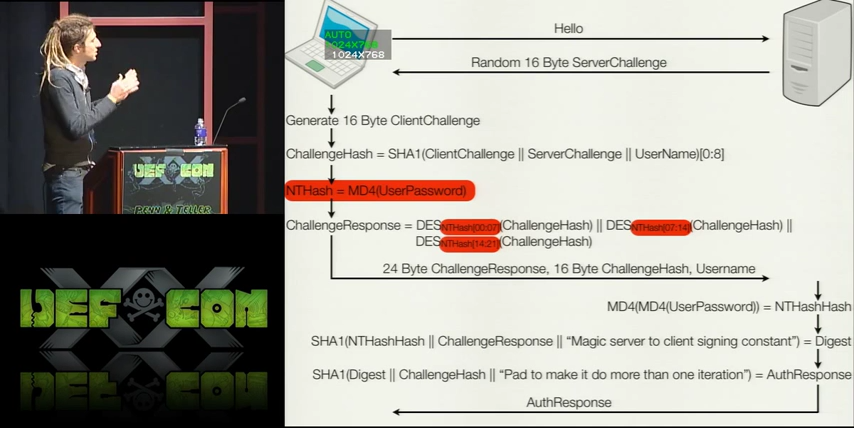 AUTO
1024X768
1024X768
Hello
Random 16 Byte ServerChallenge
Generate 16 Byte ClientChallenge
ChallengeHash = SHA1(ClientChallenge || ServerChallenge || UserName)[0:8]
NTHash = MD4(UserPassword)
ChallengeResponse = DES NTHash[00:07](ChallengeHash) || DES NTHash[07:14](ChallengeHash) ||
DES NTHash[14:21](ChallengeHash)
24 Byte ChallengeResponse, 16 Byte ChallengeHash, Username
MD4(MD4(UserPassword)) = NTHashHash
SHA1(NTHashHash || ChallengeResponse || “Magic server to client signing constant”) = Digest
SHA1(Digest || ChallengeHash || “Pad to make it do more than one iteration”) = AuthResponse
AuthResponse
DEF CON
PENN & TELLER
DEF CON
XX